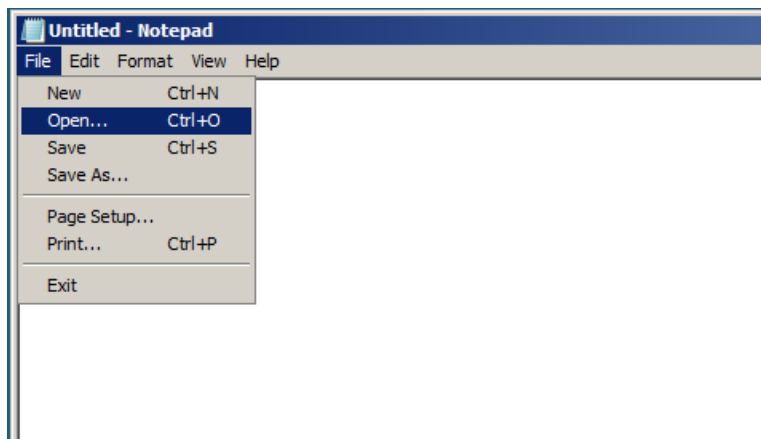 Untitled - Notepad
File Edit Format View Help
New Ctrl+N
Open... Ctrl+O
Save Ctrl+S
Save As...
Page Setup...
Print... Ctrl+P
Exit